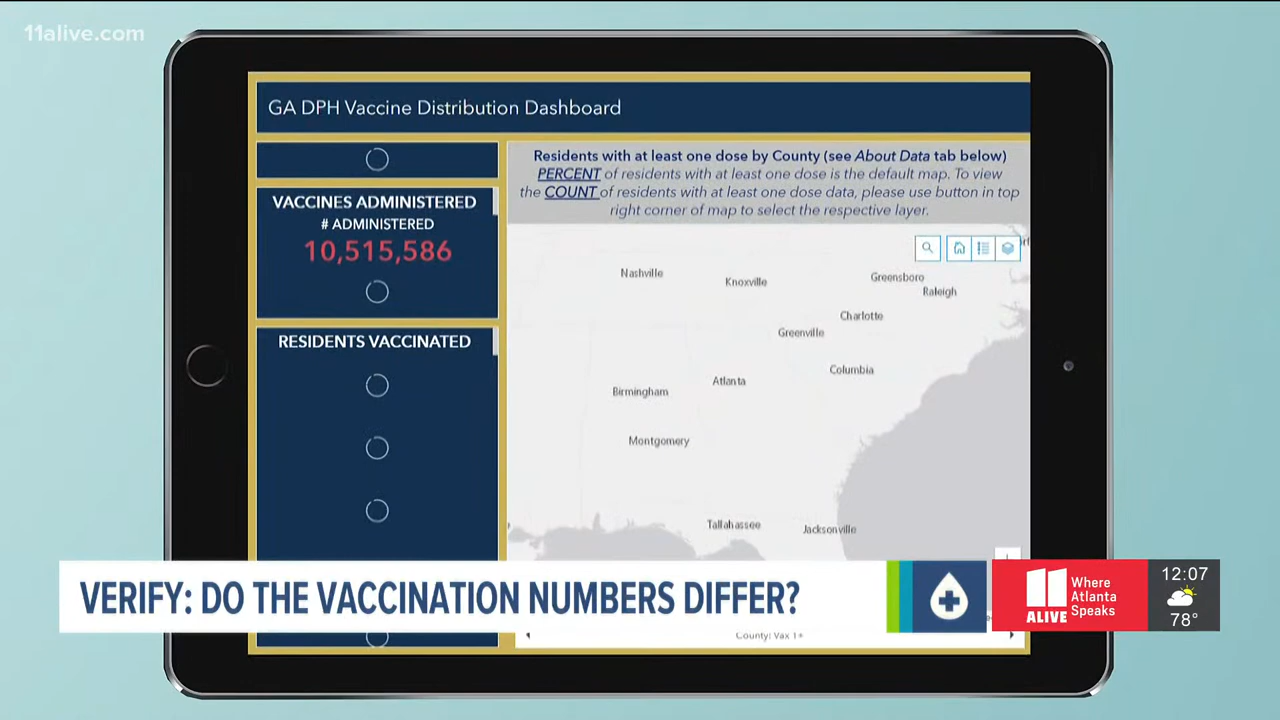 11alive.com
GA DPH Vaccine Distribution Dashboard
VACCINES ADMINISTERED
# ADMINISTERED
10,515,586
RESIDENTS VACCINATED
Residents with at least one dose by County (see About Data tab below)
PERCENT of residents with at least one dose is the default map. To view
the COUNT of residents with at least one dose data, please use button in top
right corner of map to select the respective layer.
Nashville
Knoxville
Greensboro
Raleigh
Charlotte
Greenville
Columbia
Atlanta
Birmingham
Montgomery
Tallahassee
Jacksonville
County: Vax 1+
VERIFY: DO THE VACCINATION NUMBERS DIFFER?
11
ALIVE
Where
Atlanta
Speaks
12:07
78°